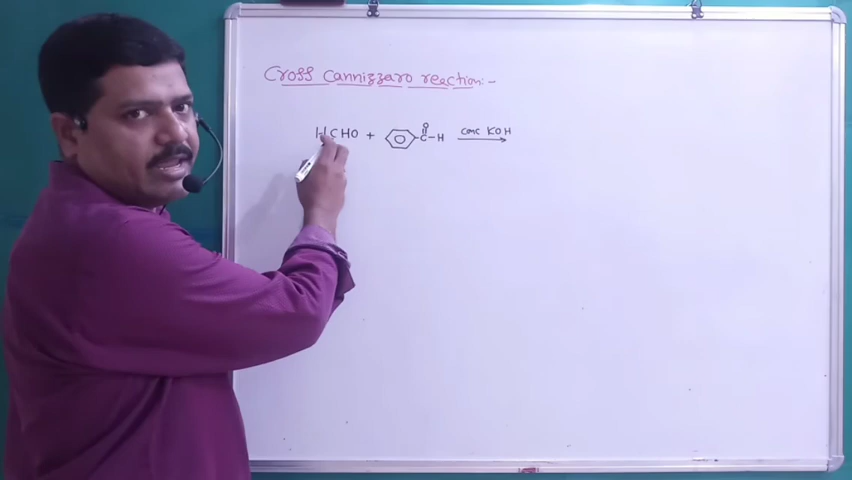 Cross Cannizzaro reaction:-
HCHO + C-H conc KOH
O